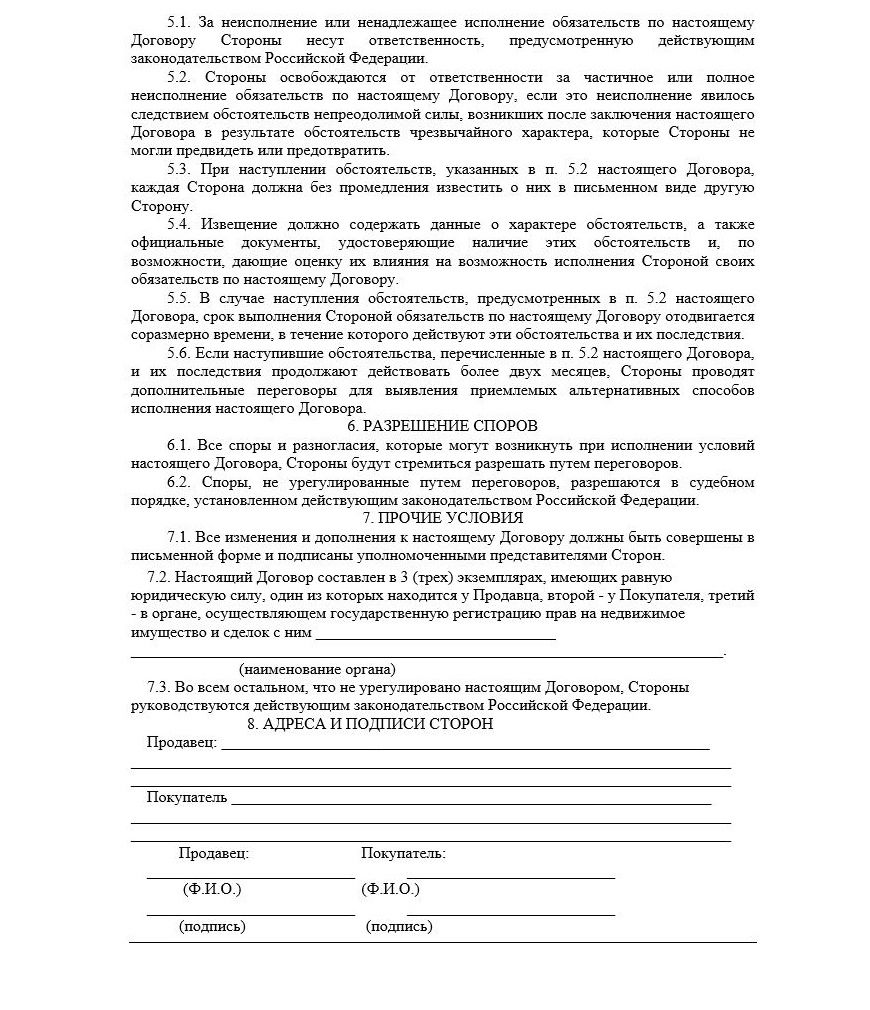 5.1. За неисполнение или ненадлежащее исполнение обязательств по настоящему
Договору Стороны несут ответственность, предусмотренную действующим
законодательством Российской Федерации.
5.2. Стороны освобождаются от ответственности за частичное или полное
неисполнение обязательств по настоящему Договору, если это неисполнение явилось
следствием обстоятельств непреодолимой силы, возникших после заключения настоящего
Договора в результате обстоятельств чрезвычайного характера, которые Стороны не
могли предвидеть или предотвратить.
5.3. При наступлении обстоятельств, указанных в п. 5.2 настоящего Договора,
каждая Сторона должна без промедления известить о них в письменном виде другую
Сторону.
5.4. Извещение должно содержать данные о характере обстоятельств, а также
официальные документы, удостоверяющие наличие этих обстоятельств и, по
возможности, дающие оценку их влияния на возможность исполнения Стороной своих
обязательств по настоящему Договору.
5.5. В случае наступления обстоятельств, предусмотренных в п. 5.2 настоящего
Договора, срок выполнения Стороной обязательств по настоящему Договору отодвигается
соразмерно времени, в течение которого действуют эти обстоятельства и их последствия.
5.6. Если наступившие обстоятельства, перечисленные в п. 5.2 настоящего Договора,
и их последствия продолжают действовать более двух месяцев, Стороны проводят
дополнительные переговоры для выявления приемлемых альтернативных способов
исполнения настоящего Договора.
6. РАЗРЕШЕНИЕ СПОРОВ
6.1. Все споры и разногласия, которые могут возникнуть при исполнении условий
настоящего Договора, Стороны будут стремиться разрешать путем переговоров.
6.2. Споры, не урегулированные путем переговоров, разрешаются в судебном
порядке, установленном действующим законодательством Российской Федерации.
7. ПРОЧИЕ УСЛОВИЯ
7.1. Все изменения и дополнения к настоящему Договору должны быть совершены в
письменной форме и подписаны уполномоченными представителями Сторон.
7.2. Настоящий Договор составлен в 3 (трех) экземплярах, имеющих равную
юридическую силу, один из которых находится у Продавца, второй - у Покупателя, третий
- в органе, осуществляющем государственную регистрацию прав на недвижимое
имущество и сделок с ним ______________________________
__________________________________________________________________________.
(наименование органа)
7.3. Во всем остальном, что не урегулировано настоящим Договором, Стороны
руководствуются действующим законодательством Российской Федерации.
8. АДРЕСА И ПОДПИСИ СТОРОН
Продавец: _____________________________________________________________
___________________________________________________________________________
___________________________________________________________________________
Покупатель ____________________________________________________________
___________________________________________________________________________
___________________________________________________________________________
Продавец: Покупатель:
__________________________ __________________________
(Ф.И.О.) (Ф.И.О.)
__________________________ __________________________
(подпись) (подпись)